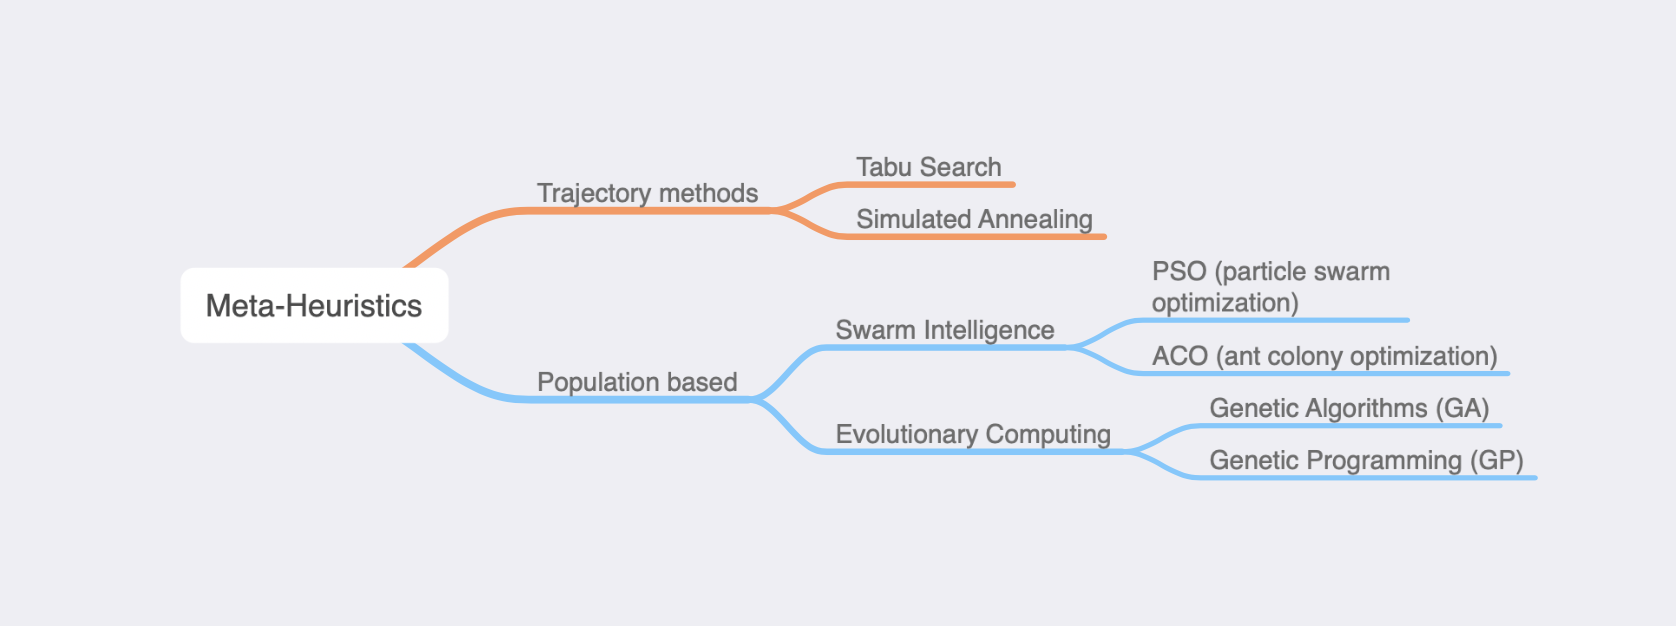 Meta-Heuristics
Trajectory methods
Tabu Search
Simulated Annealing
Population based
Swarm Intelligence
PSO (particle swarm
optimization)
ACO (ant colony optimization)
Evolutionary Computing
Genetic Algorithms (GA)
Genetic Programming (GP)